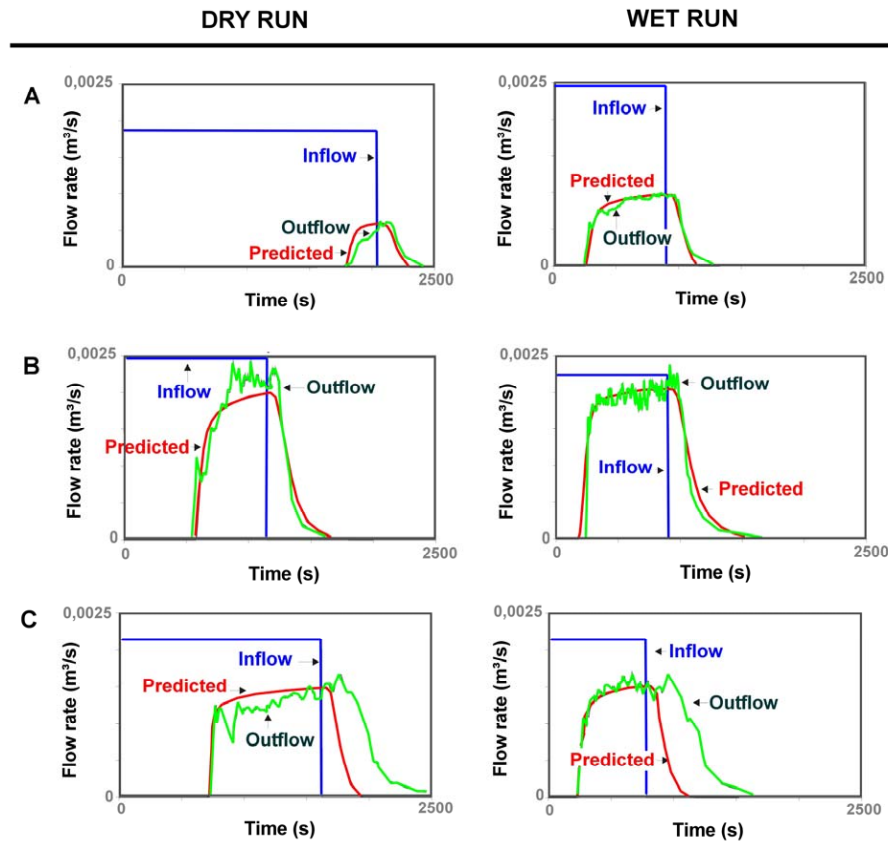 DRY RUN WET RUN
A
0,0025
Flow rate (m³/s)
Inflow
Outflow
Predicted
0
0
2500
Time (s)
0,0025
Flow rate (m³/s)
Inflow
Predicted
Outflow
0
0
2500
Time (s)
B
0,0025
Flow rate (m³/s)
Inflow
Outflow
Predicted
0
0
2500
Time (s)
0,0025
Flow rate (m³/s)
Outflow
Inflow
Predicted
0
0
2500
Time (s)
C
0,0025
Flow rate (m³/s)
Inflow
Predicted
Outflow
0
0
2500
Time (s)
0,0025
Flow rate (m³/s)
Inflow
Outflow
Predicted
0
0
2500
Time (s)